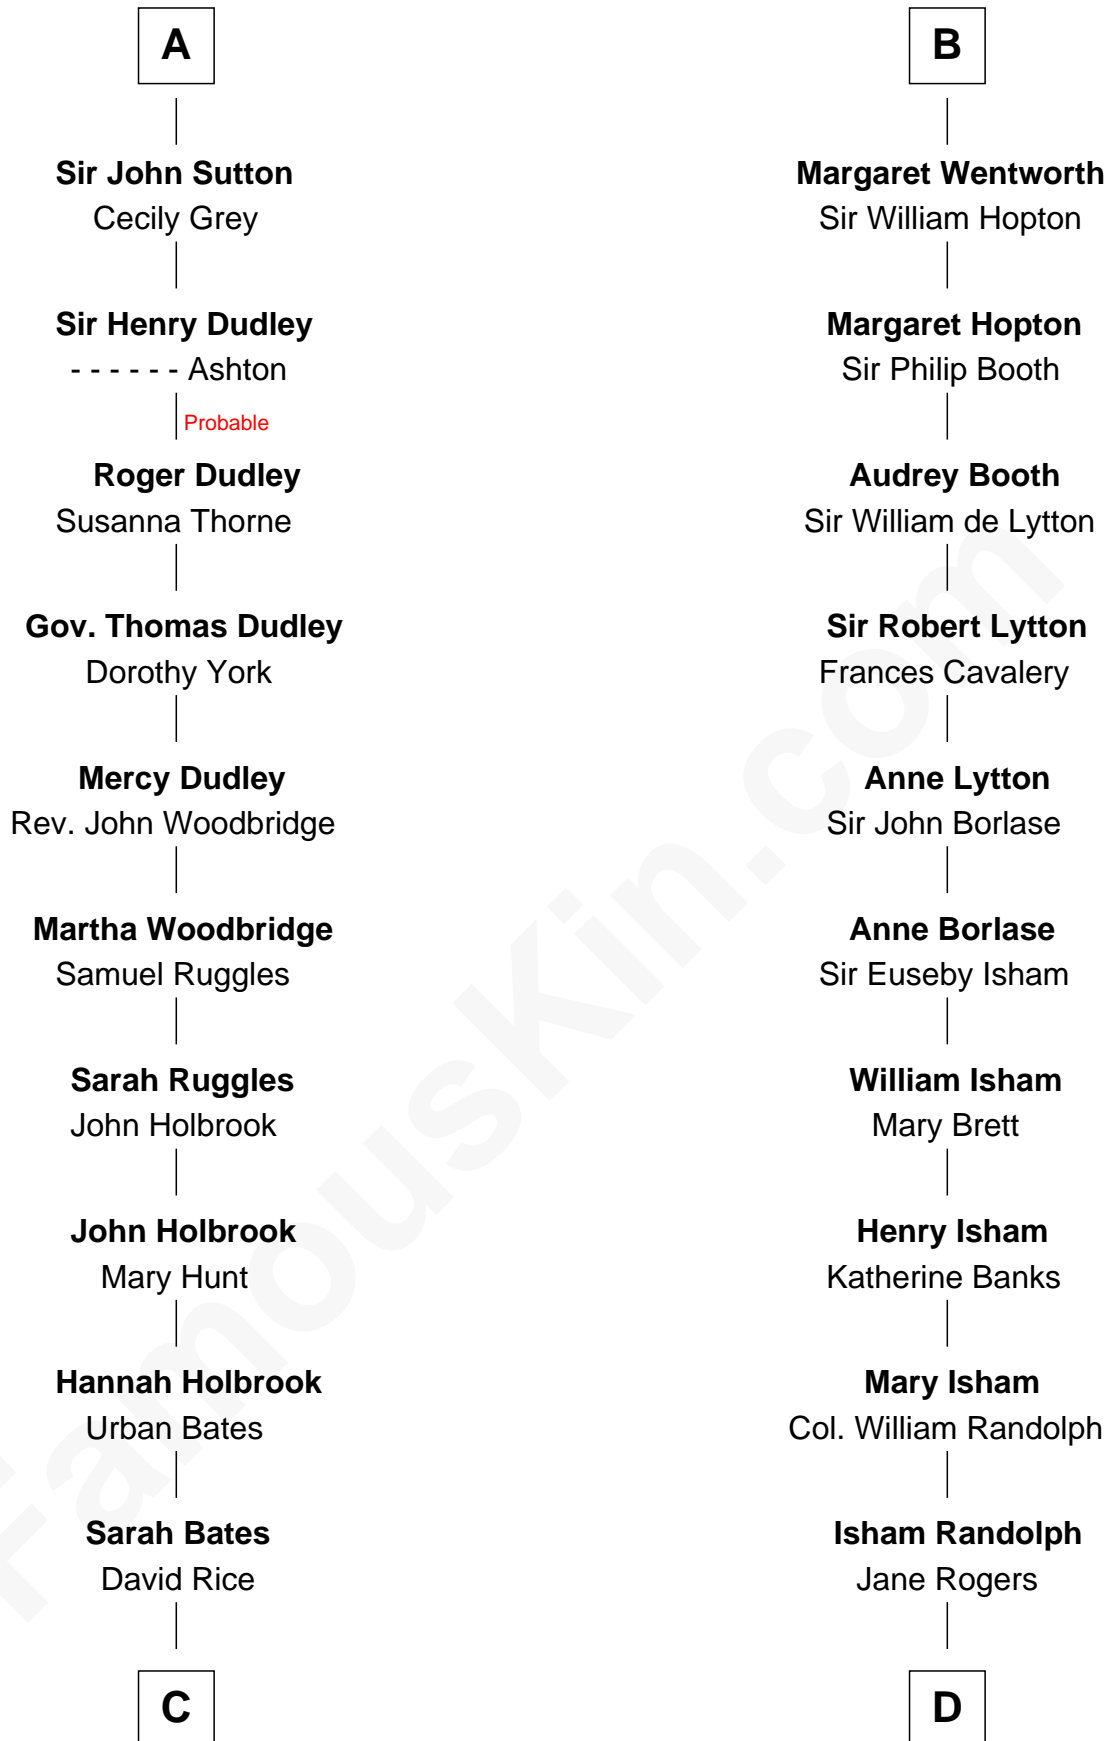 A
Sir John Sutton
Cecily Grey
Sir Henry Dudley
- - - - - - Ashton
Probable
Roger Dudley
Susanna Thorne
Gov. Thomas Dudley
Dorothy York
Mercy Dudley
Rev. John Woodbridge
Martha Woodbridge
Samuel Ruggles
Sarah Ruggles
John Holbrook
John Holbrook
Mary Hunt
Hannah Holbrook
Urban Bates
Sarah Bates
David Rice
C
B
Margaret Wentworth
Sir William Hopton
Margaret Hopton
Sir Philip Booth
Audrey Booth
Sir William de Lytton
Sir Robert Lytton
Frances Cavalery
Anne Lytton
Sir John Borlase
Anne Borlase
Sir Euseby Isham
William Isham
Mary Brett
Henry Isham
Katherine Banks
Mary Isham
Col. William Randolph
Isham Randolph
Jane Rogers
D
FamousKin.com